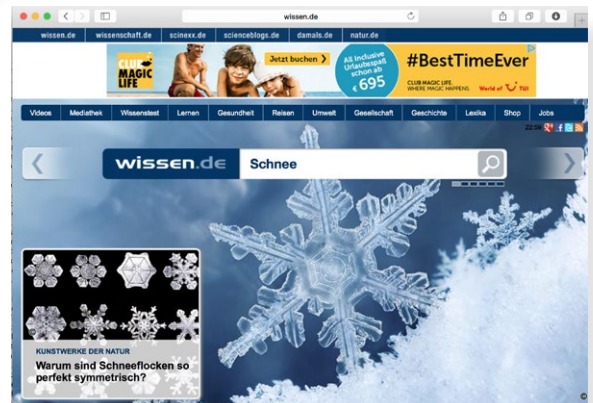 wissen.de
wissen.de wissenschaft.de scinexx.de scienceblogs.de damals.de natur.de
CLUB
MAGIC
LIFE
Jetzt buchen
All Inclusive
Urlaubsspaß
schon ab
€ 695
#BestTimeEver
CLUB MAGIC LIFE.
WHERE MAGIC HAPPENS. World of TUI
Videos Mediathek Wissenstest Lernen Gesundheit Reisen Umwelt Gesellschaft Geschichte Lexika Shop Jobs
22:59
wissen.de Schnee
KUNSTWERKE DER NATUR
Warum sind Schneeflocken so
perfekt symmetrisch?